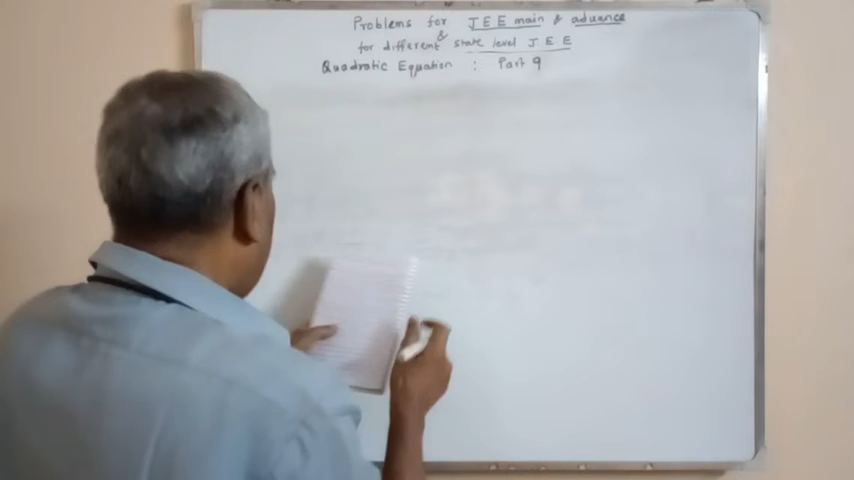 Problems for JEE main & advance
&
for different state level JEE
Quadratic Equation : Part 9